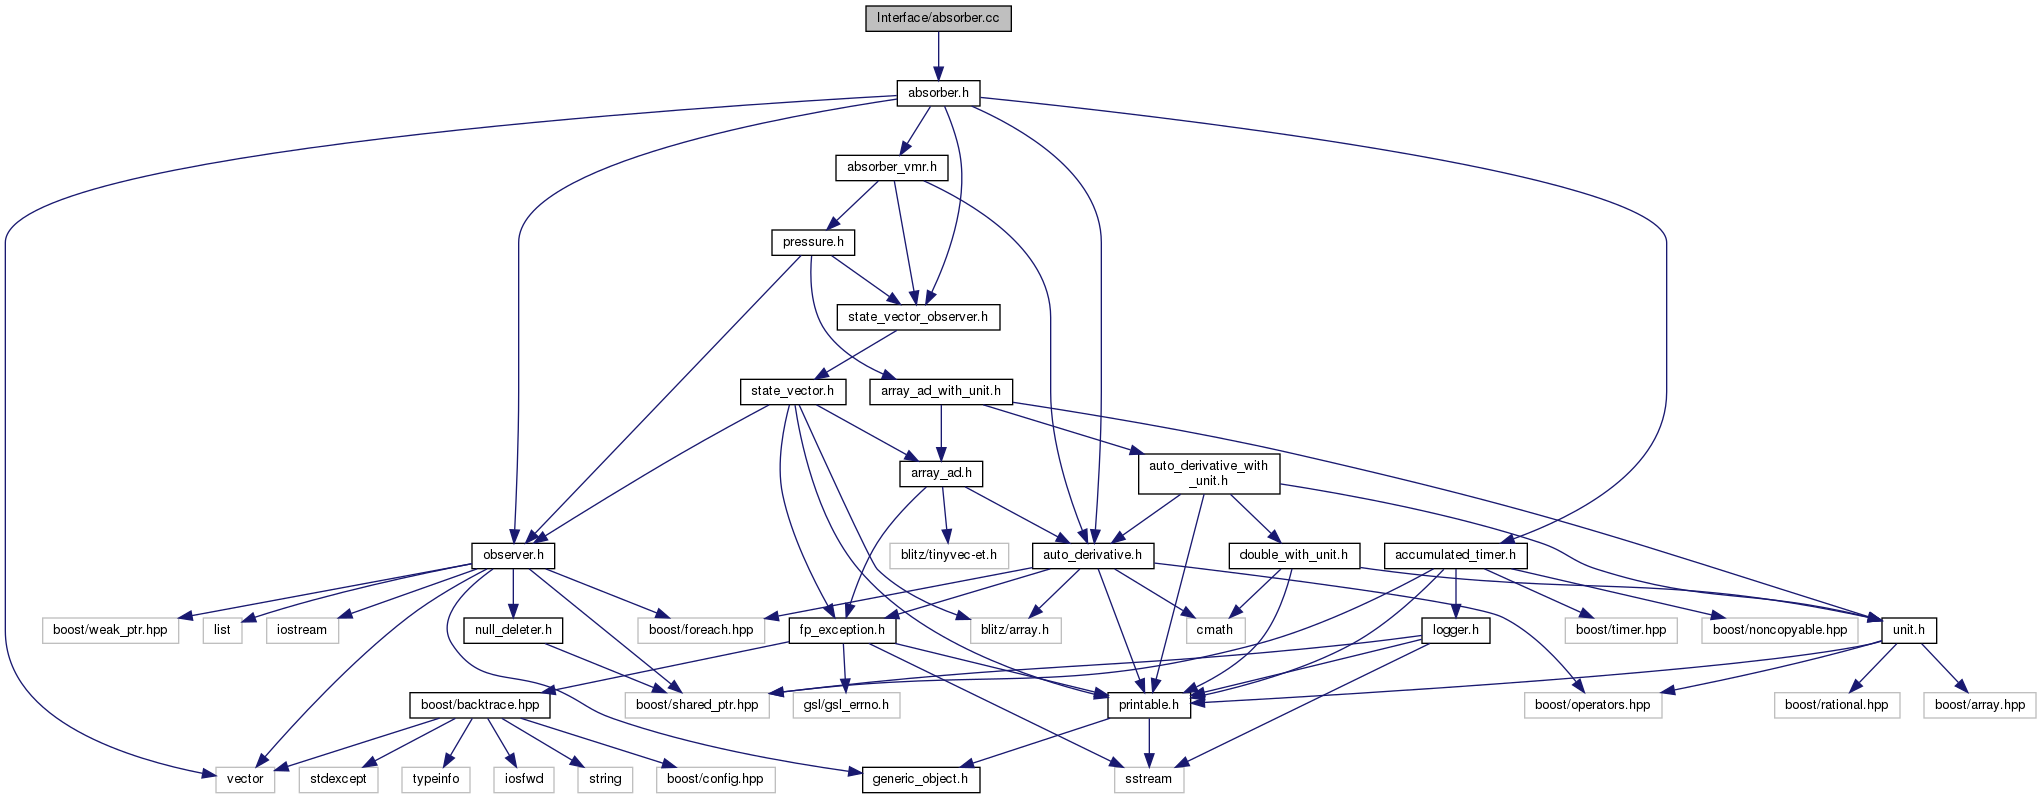 Interface/absorber.cc
absorber.h
absorber_vmr.h
pressure.h
state_vector_observer.h
state_vector.h
array_ad_with_unit.h
array_ad.h
auto_derivative_with
_unit.h
observer.h
blitz/tinyvec-et.h
auto_derivative.h
double_with_unit.h
accumulated_timer.h
boost/weak_ptr.hpp
list
iostream
null_deleter.h
boost/foreach.hpp
fp_exception.h
blitz/array.h
cmath
logger.h
boost/timer.hpp
boost/noncopyable.hpp
unit.h
boost/backtrace.hpp
boost/shared_ptr.hpp
gsl/gsl_errno.h
printable.h
boost/operators.hpp
boost/rational.hpp
boost/array.hpp
vector
stdexcept
typeinfo
iosfwd
string
boost/config.hpp
generic_object.h
sstream